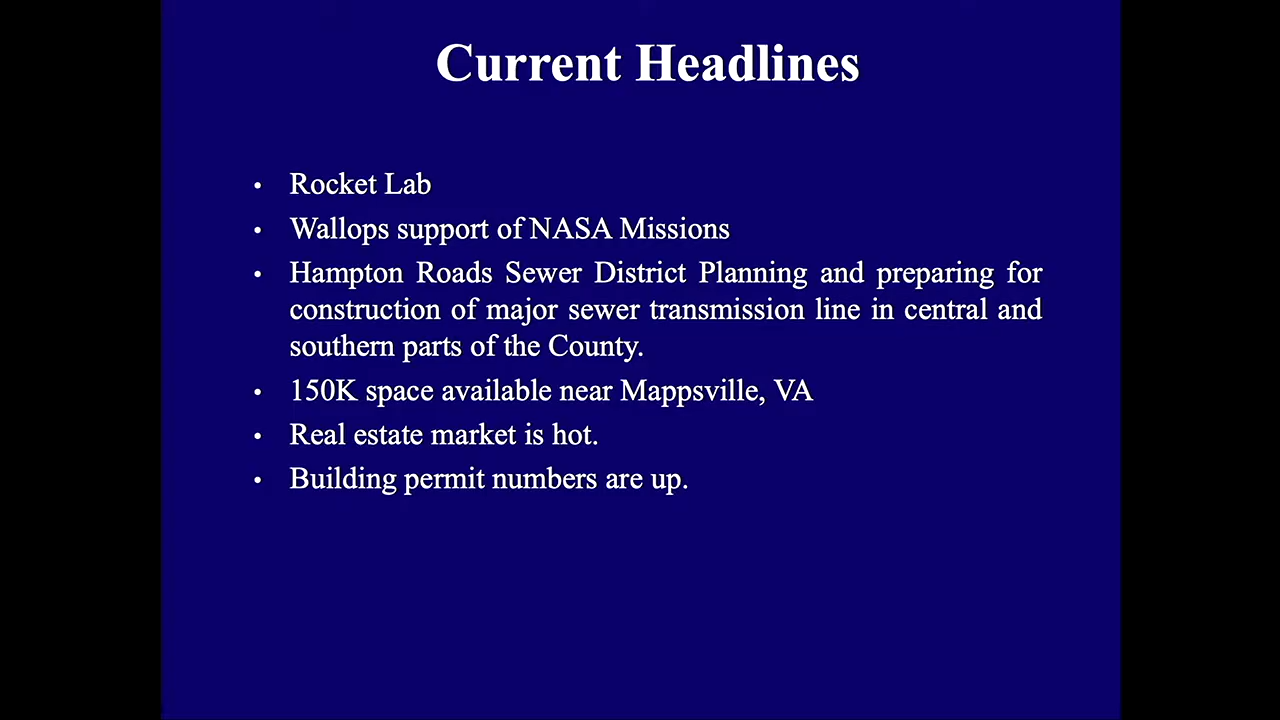 Current Headlines
• Rocket Lab
• Wallops support of NASA Missions
• Hampton Roads Sewer District Planning and preparing for
construction of major sewer transmission line in central and
southern parts of the County.
• 150K space available near Mappsville, VA
• Real estate market is hot.
• Building permit numbers are up.